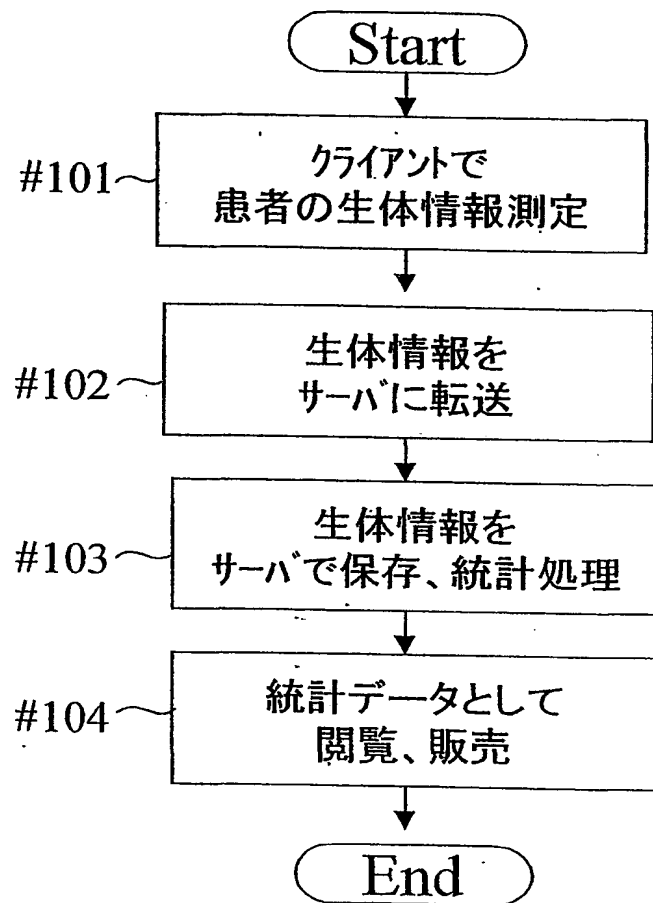 Start
#101
クライアントで
患者の生体情報測定
#102
生体情報を
サーバに転送
#103
生体情報を
サーバで保存、統計処理
#104
統計データとして
閲覧、販売
End